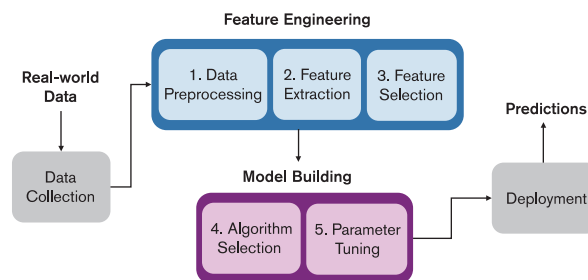 Feature Engineering
Real-world
Data
1. Data
Preprocessing
2. Feature
Extraction
3. Feature
Selection
Data
Collection
Model Building
4. Algorithm
Selection
5. Parameter
Tuning
Predictions
Deployment